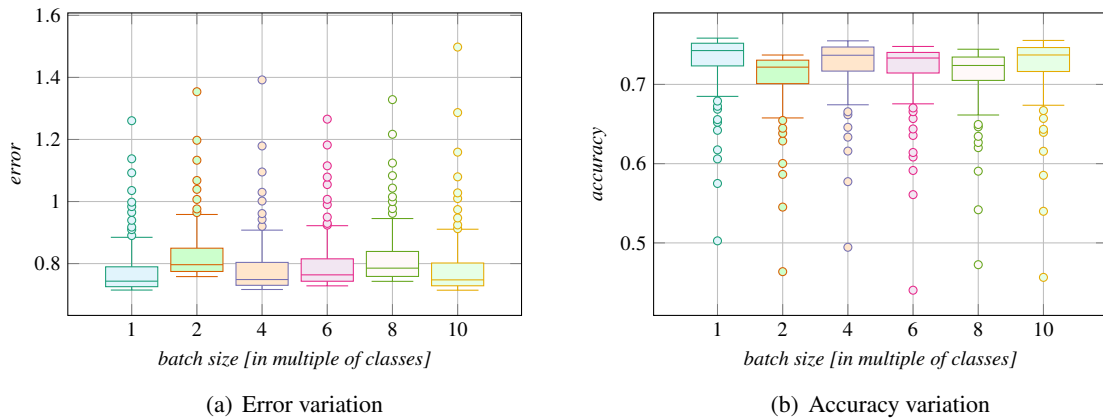 1.6
1.4
1.2
1
0.8
error
1 2 4 6 8 10
batch size [in multiple of classes]
(a) Error variation
0.7
0.6
0.5
accuracy
1 2 4 6 8 10
batch size [in multiple of classes]
(b) Accuracy variation